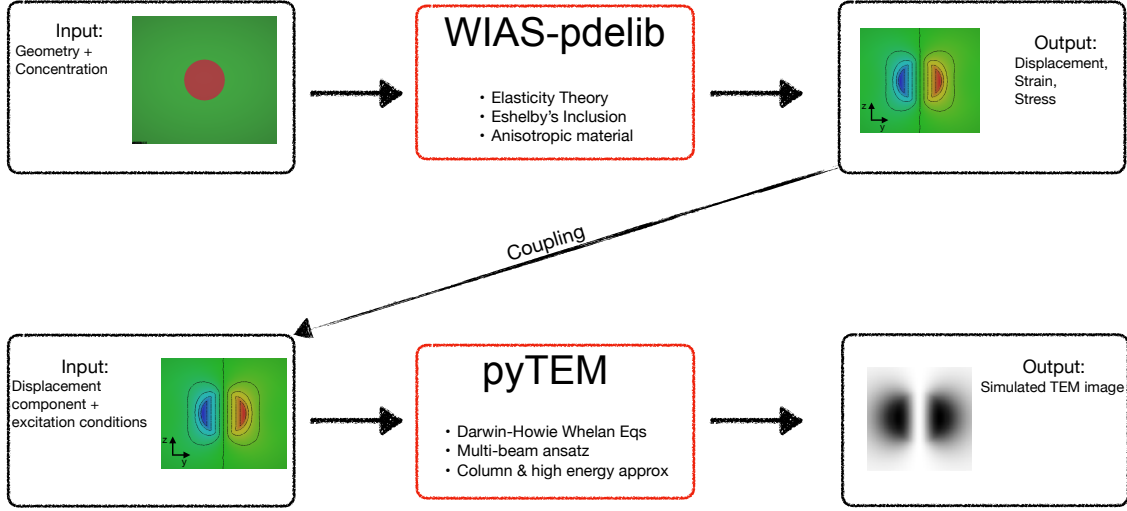 Input:
Geometry +
Concentration
WIAS-pdelib
• Elasticity Theory
• Eshelby's Inclusion
• Anisotropic material
z
y
Output:
Displacement,
Strain,
Stress
Coupling
Input:
Displacement
component +
excitation conditions
z
y
pyTEM
• Darwin-Howie Whelan Eqs
• Multi-beam ansatz
• Column & high energy approx
Output:
Simulated TEM image